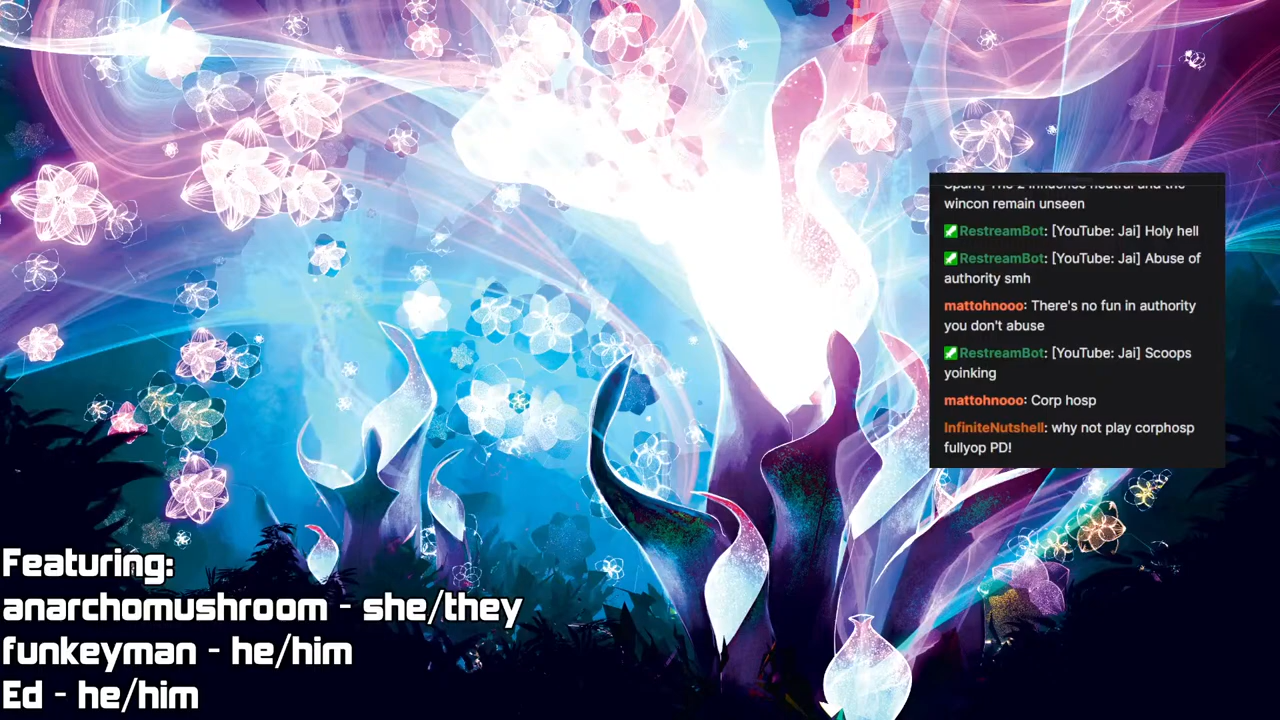 wincon remain unseen
RestreamBot: [YouTube: Jai] Holy hell
RestreamBot: [YouTube: Jai] Abuse of
authority smh
mattohnooo: There's no fun in authority
you don't abuse
RestreamBot: [YouTube: Jai] Scoops
yoinking
mattohnooo: Corp hosp
InfiniteNutshell: why not play corphosp
fullyop PD!
Featuring:
anarchomushroom - she/they
funkeyman - he/him
Ed - he/him